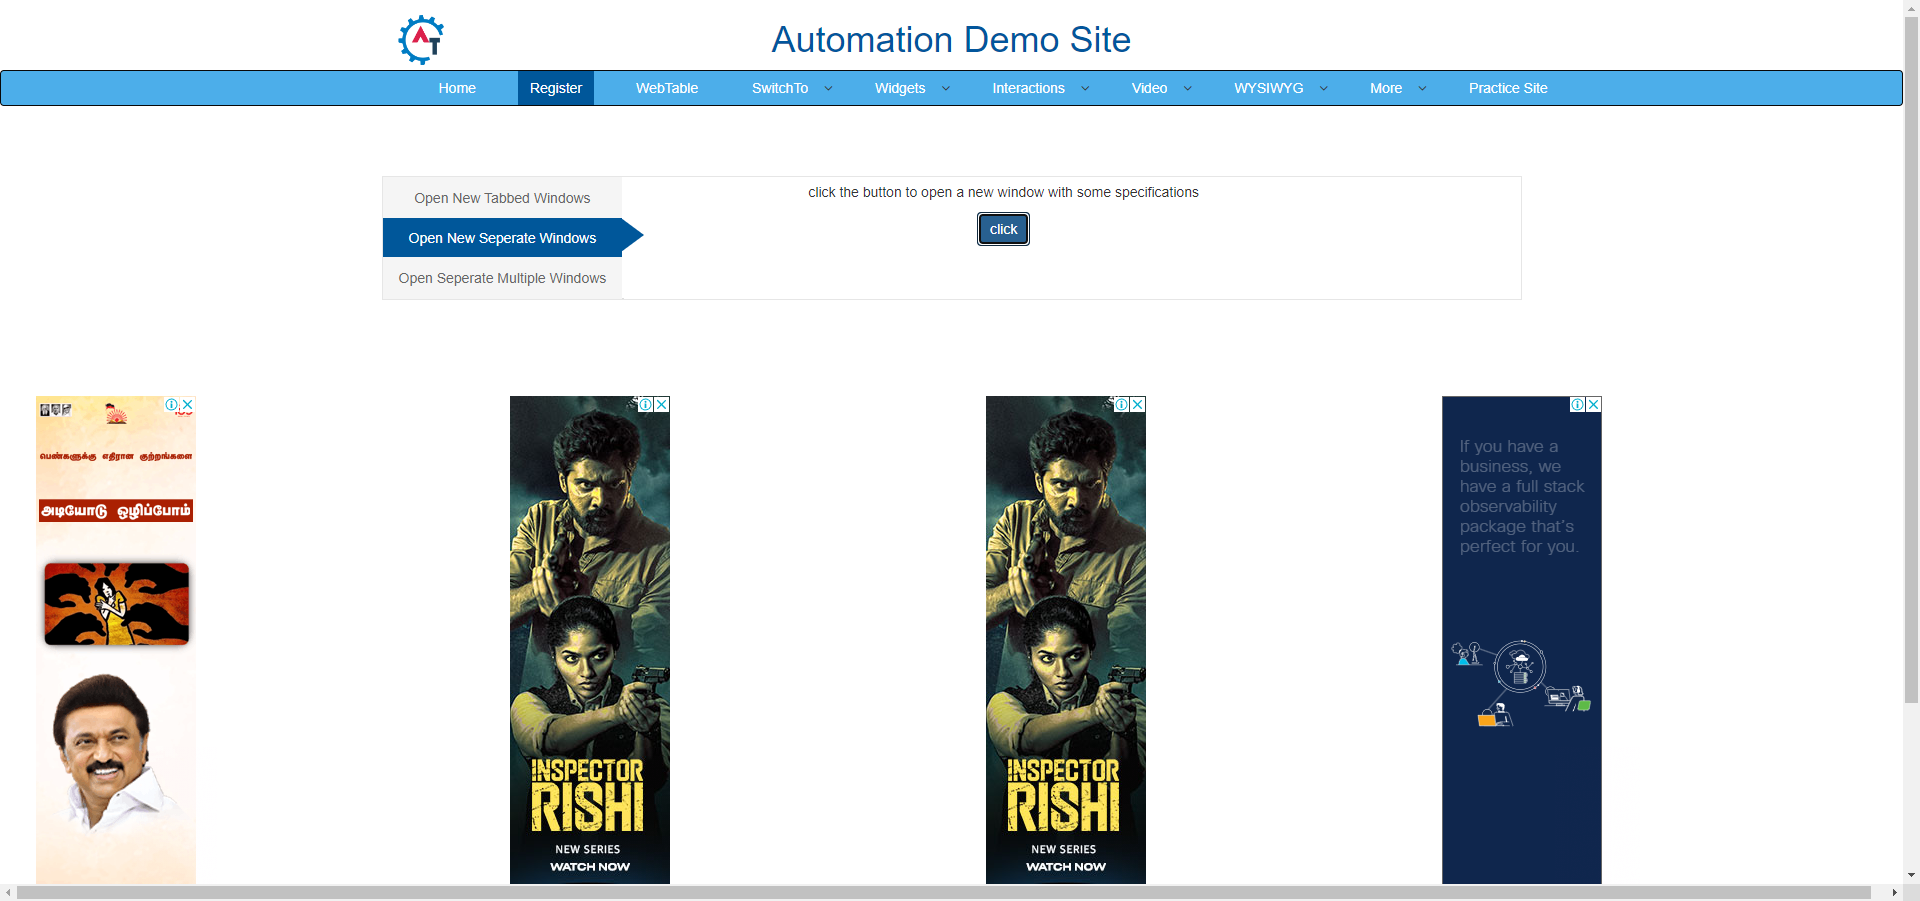 AT
Automation Demo Site
Home Register WebTable SwitchTo Widgets Interactions Video WYSIWYG More Practice Site
Open New Tabbed Windows
Open New Seperate Windows
Open Seperate Multiple Windows
click the button to open a new window with some specifications
click
பெண்களுக்கு எதிரான குற்றங்களை
அடியோடு ஒழிப்போம்
INSPECTOR
RISHI
NEW SERIES
WATCH NOW
INSPECTOR
RISHI
NEW SERIES
WATCH NOW
If you have a
business, we
have a full stack
observability
package that's
perfect for you.